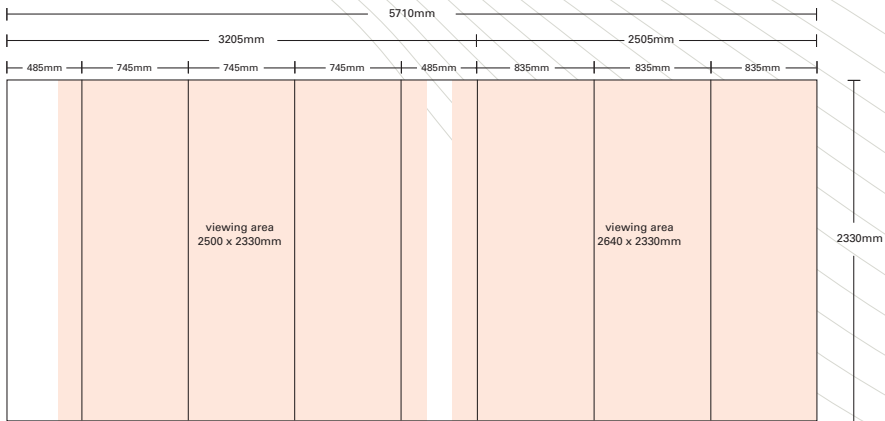 5710mm
3205mm 2505mm
485mm 745mm 745mm 745mm 485mm 835mm 835mm 835mm
viewing area viewing area
2500 x 2330mm 2640 x 2330mm
2330mm